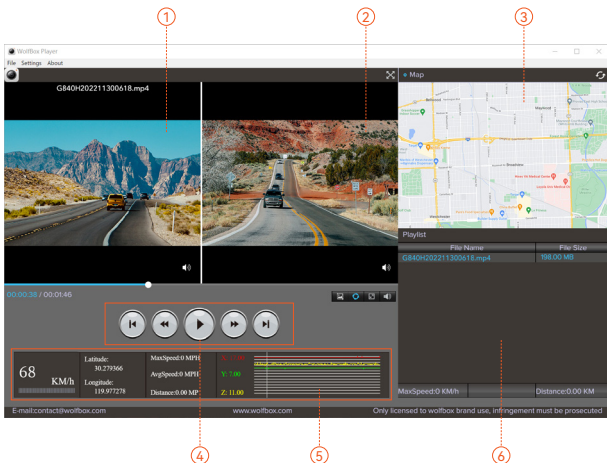 1
2
3
WolfBox Player
File Settings About
G840H202211300618.mp4
Map
Bellwood
Maywood
Broadview
Westchester
Playlist
File Name File Size
G840H202211300618.mp4 198.00 MB
00:00:38 / 00:01:46
68 KM/h
Latitude:
30.279366
Longitude:
119.977278
MaxSpeed:0 MPH
AvgSpeed:0 MPH
Distance:0.00 MP
Y: 7.00
Z: 11.00
MaxSpeed:0 KM/h Distance:0.00 KM
E-mail:contact@wolfbox.com www.wolfbox.com Only licensed to wolfbox brand use, infringement must be prosecuted
4
5
6